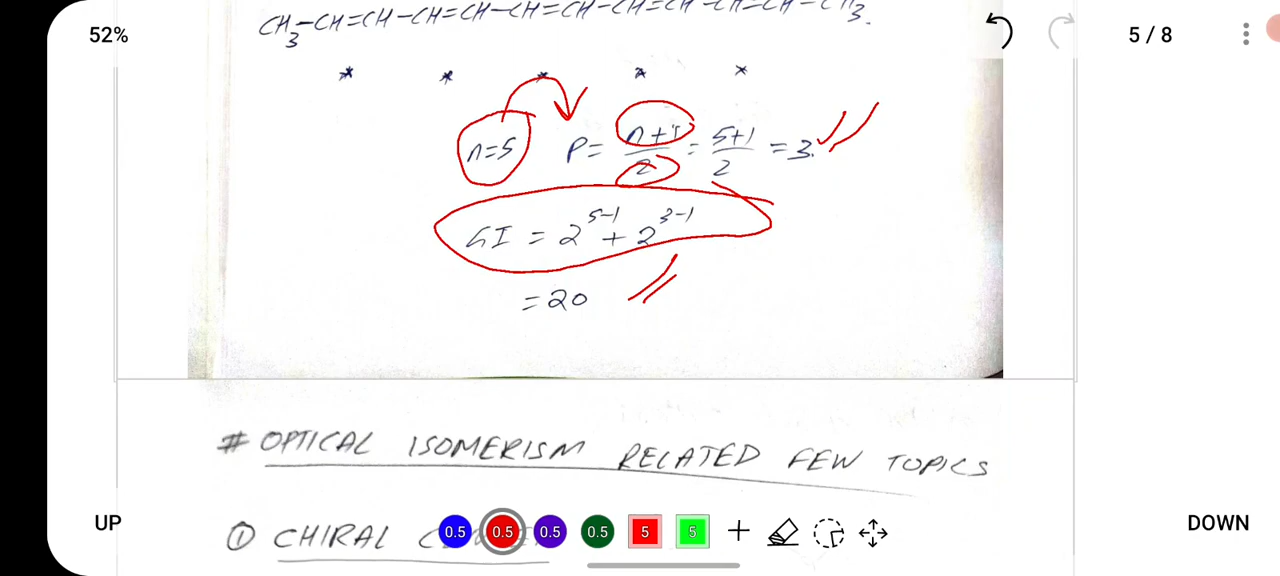 52%
5 / 8
CH3-CH=CH-CH=CH-CH=CH-CH=CH-CH=CH-CH3.
* * * * *
n=5 P = n+1/2 = 5+1/2 = 3.
GI = 2^5-1 + 2^3-1
= 20
# OPTICAL ISOMERISM RELATED FEW TOPICS
UP
① CHIRAL
0.5 0.5 0.5 0.5 5 5
DOWN